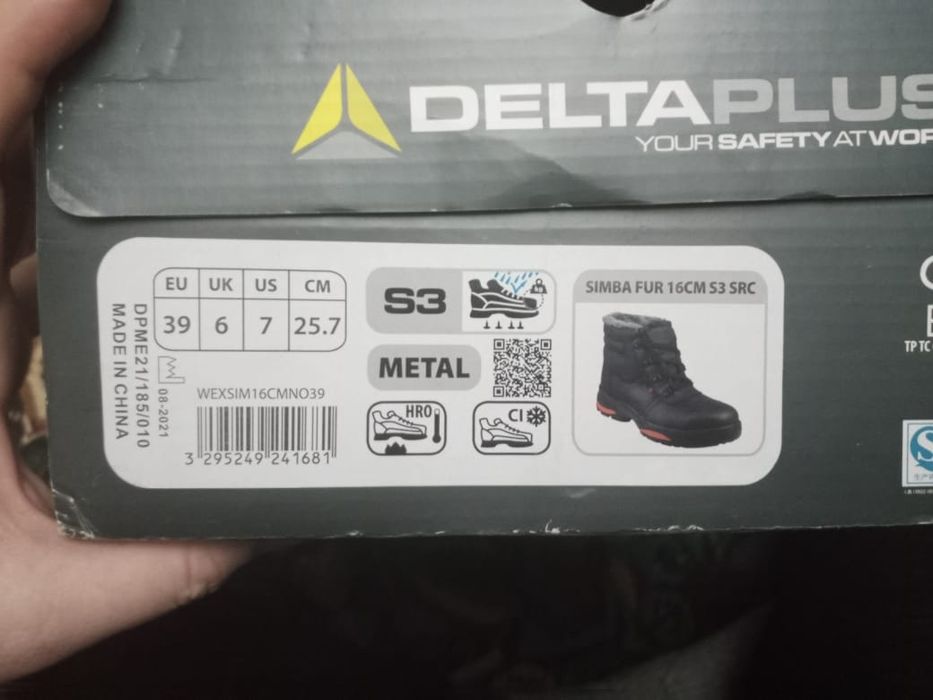 DELTAPLUS
YOUR SAFETY AT WOR
EU UK US CM
39 6 7 25.7
DPME21/185/010
MADE IN CHINA
08-2021
WEXSIM16CMNO39
3 295249 241681
S3
METAL
HRO
CI
SIMBA FUR 16CM S3 SRC
TP TC